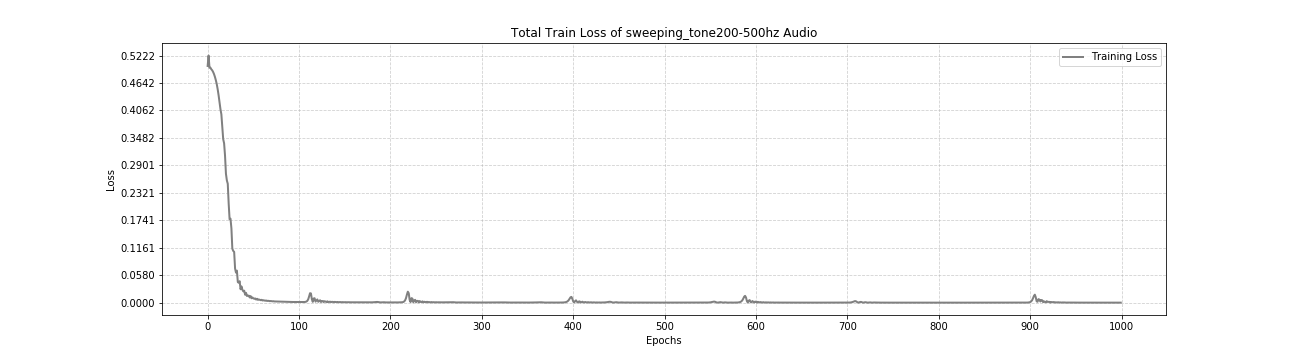 Total Train Loss of sweeping_tone200-500hz Audio
Training Loss
0.5222
0.4642
0.4062
0.3482
0.2901
0.2321
0.1741
0.1161
0.0580
0.0000
Loss
0 100 200 300 400 500 600 700 800 900 1000
Epochs